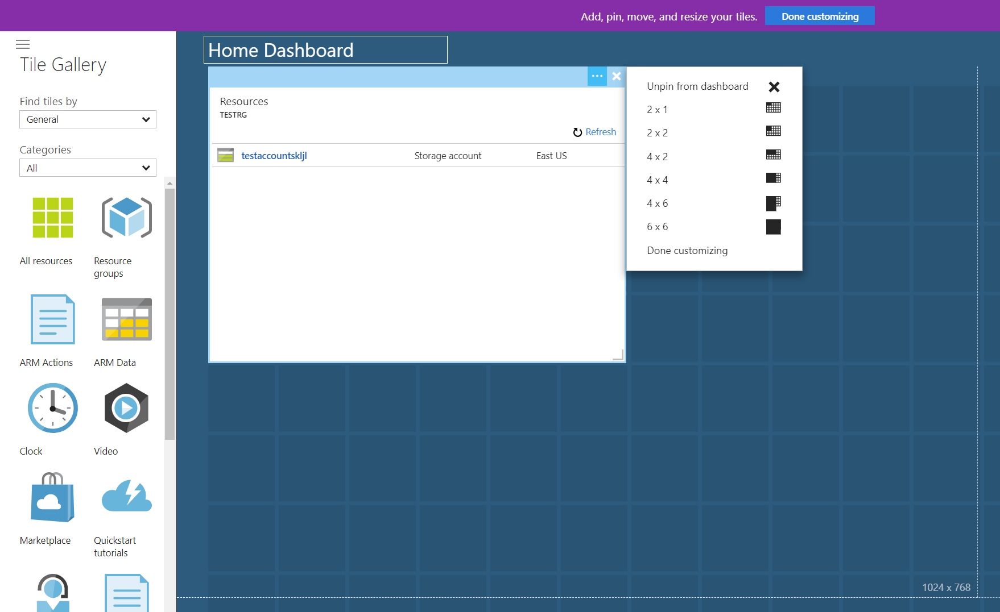 Add, pin, move, and resize your tiles.
Done customizing
Tile Gallery
Find tiles by
General
Categories
All
All resources
Resource
groups
ARM Actions
ARM Data
Clock
Video
Marketplace
Quickstart
tutorials
Home Dashboard
...
Resources
TESTRG
Refresh
testaccountskljl Storage account East US
Unpin from dashboard
2 x 1
2 x 2
4 x 2
4 x 4
4 x 6
6 x 6
Done customizing
1024 x 768